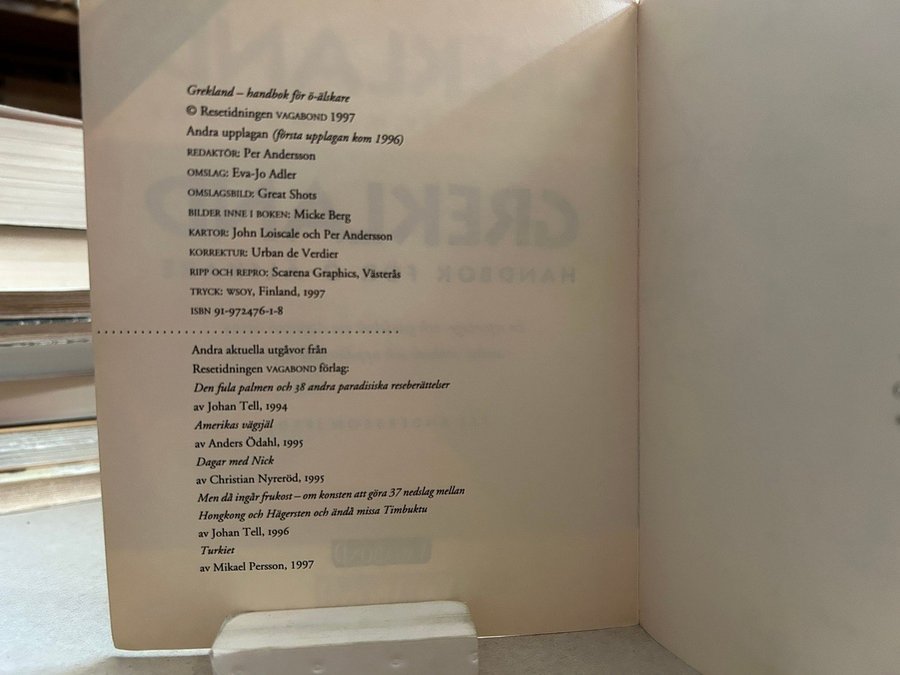 Grekland – handbok för ö-älskare
© Resetidningen VAGABOND 1997
Andra upplagan (första upplagan kom 1996)
REDAKTÖR: Per Andersson
OMSLAG: Eva-Jo Adler
OMSLAGSBILD: Great Shots
BILDER INNE I BOKEN: Micke Berg
KARTOR: John Loiscale och Per Andersson
KORREKTUR: Urban de Verdier
RIPP OCH REPRO: Scarena Graphics, Västerås
TRYCK: WSOY, Finland, 1997
ISBN 91-972476-1-8
Andra aktuella utgåvor från
Resetidningen VAGABOND förlag:
Den fula palmen och 38 andra paradisiska reseberättelser
av Johan Tell, 1994
Amerikas vägsjäl
av Anders Ödahl, 1995
Dagar med Nick
av Christian Nyreröd, 1995
Men då ingår frukost – om konsten att göra 37 nedslag mellan
Hongkong och Hägersten och ändå missa Timbuktu
av Johan Tell, 1996
Turkiet
av Mikael Persson, 1997